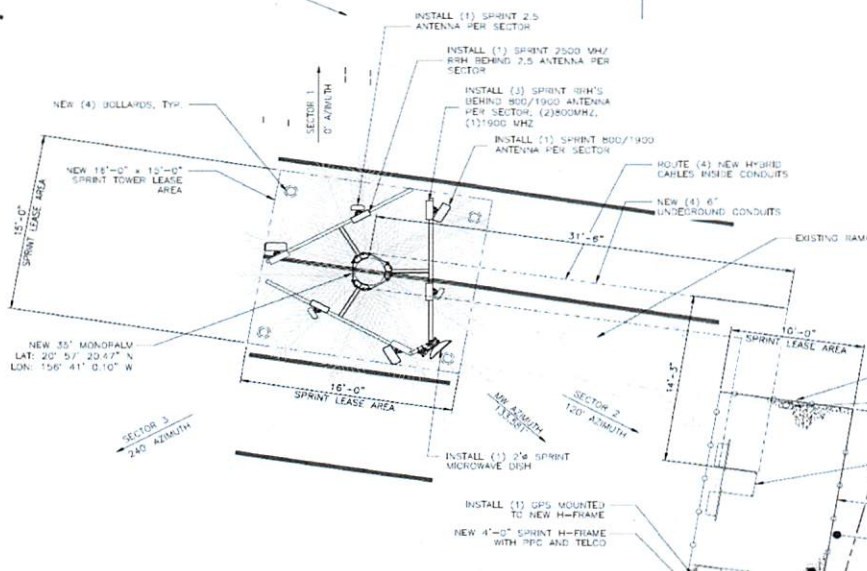 INSTALL (1) SPRINT 2.5
ANTENNA PER SECTOR
INSTALL (1) SPRINT 2500 MHZ
RRH BEHIND 2.5 ANTENNA PER
SECTOR
INSTALL (3) SPRINT RRH'S
BEHIND 800/1900 ANTENNA
PER SECTOR, (2)800MHZ,
(1)1900 MHZ
INSTALL (1) SPRINT 800/1900
ANTENNA PER SECTOR
SECTOR 1
0° AZIMUTH
NEW (4) BOLLARDS, TYP.
NEW 16'-0" x 15'-0"
SPRINT TOWER LEASE
AREA
ROUTE (4) NEW HYBRID
CABLES INSIDE CONDUITS
NEW (4) 6"
UNDEGROUND CONDUITS
15'-0"
SPRINT LEASE AREA
31'-6"
EXISTING RAM
NEW 35' MONOPALM
LAT: 20° 57' 20.47" N
LON: 156° 41' 0.10" W
10'-0"
SPRINT LEASE AREA
14'-3"
16'-0"
SPRINT LEASE AREA
MW AZIMUTH
SECTOR 2
120° AZIMUTH
SECTOR 3
240° AZIMUTH
INSTALL (1) 2'ø SPRINT
MICROWAVE DISH
INSTALL (1) GPS MOUNTED
TO NEW H-FRAME
NEW 4'-0" SPRINT H-FRAME
WITH PPC AND TELCO